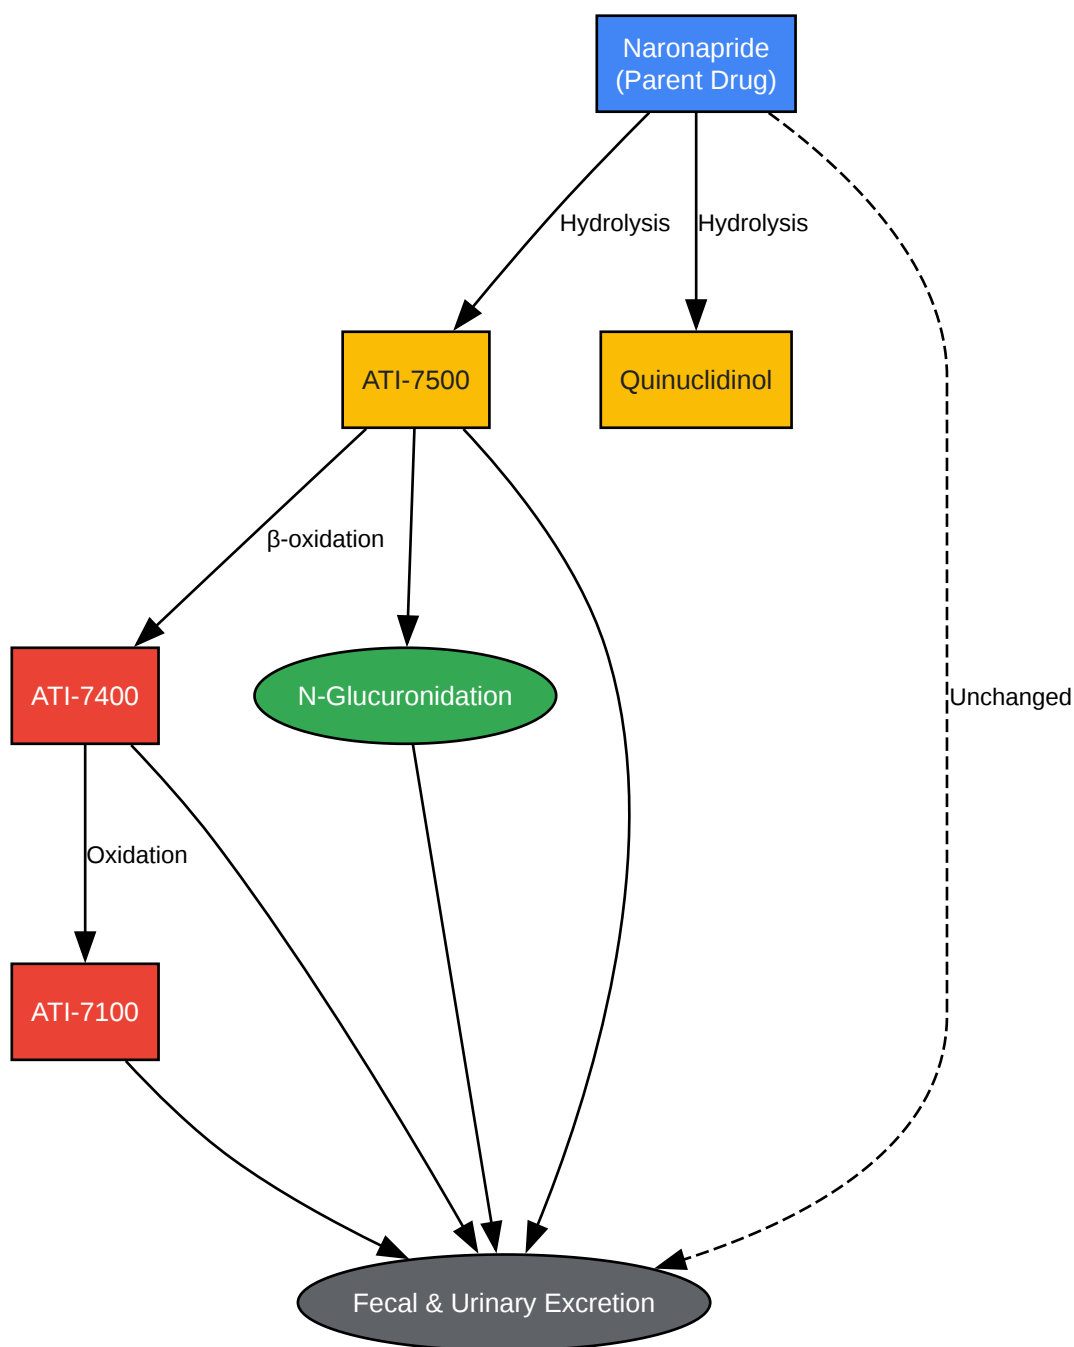 Naronapride
(Parent Drug)
Hydrolysis
Hydrolysis
ATI-7500
Quinuclidinol
β-oxidation
ATI-7400
N-Glucuronidation
Unchanged
Oxidation
ATI-7100
Fecal & Urinary Excretion